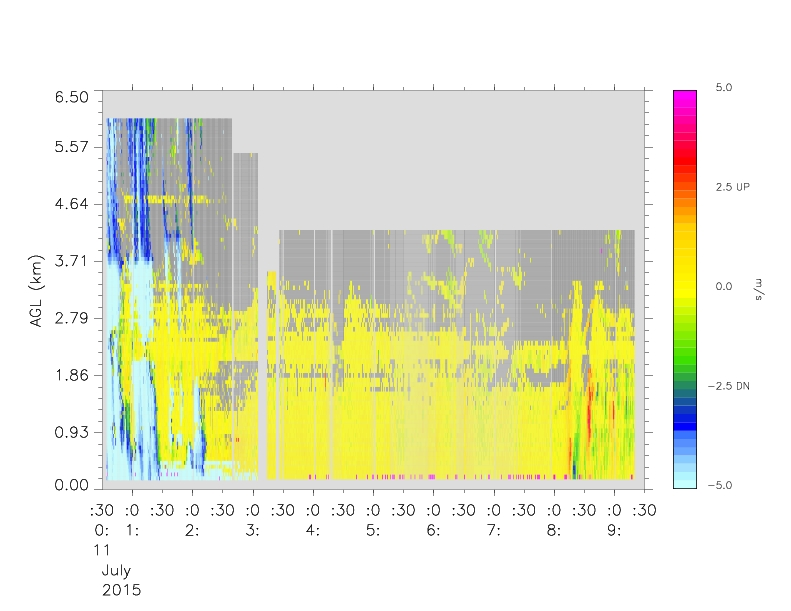 6.50
5.57
4.64
3.71
2.79
1.86
0.93
0.00
AGL (km)
:30 :0 :30 :0 :30 :0 :30 :0 :30 :0 :30 :0 :30 :0 :30 :0 :30 :0 :30
0: 1: 2: 3: 4: 5: 6: 7: 8: 9:
11
July
2015
5.0
2.5 UP
0.0
−2.5 DN
−5.0
m/s